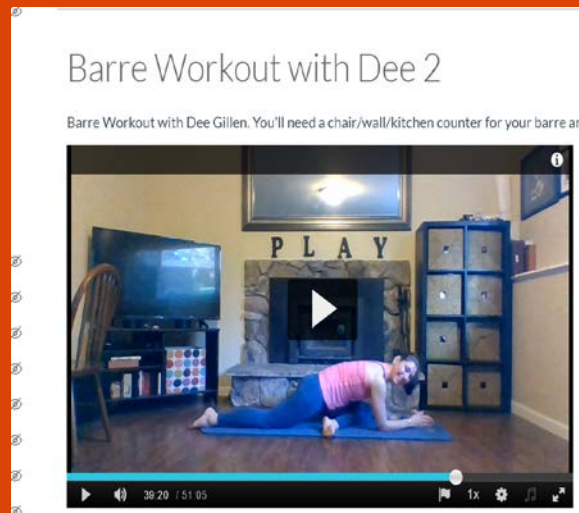 Barre Workout with Dee 2
Barre Workout with Dee Gillen. You'll need a chair/wall/kitchen counter for your barre
PLAY
39:20 / 51:05
1x